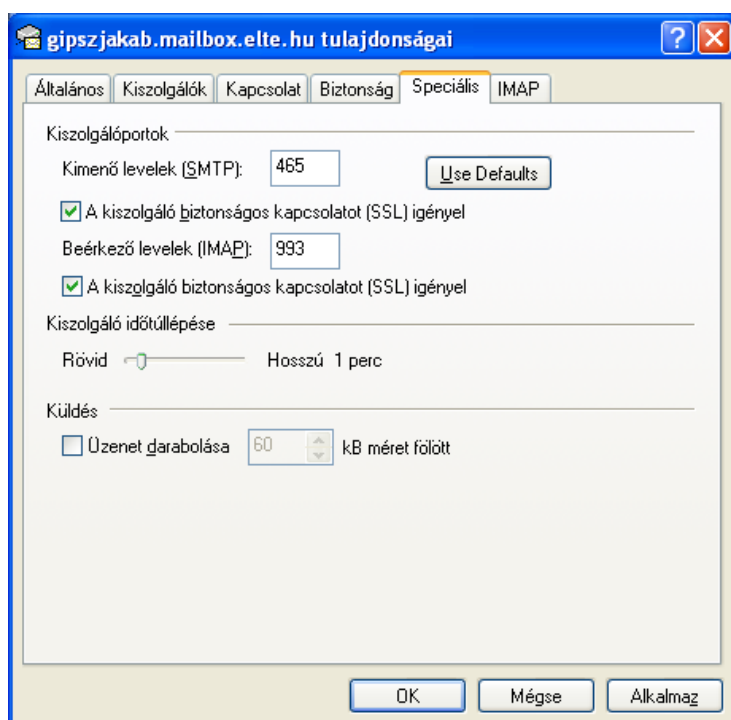 gipszjakab.mailbox.elte.hu tulajdonságai
Általános Kiszolgálók Kapcsolat Biztonság Speciális IMAP
Kiszolgálóportok
Kimenő levelek (SMTP): 465 Use Defaults
A kiszolgáló biztonságos kapcsolatot (SSL) igényel
Beérkező levelek (IMAP): 993
A kiszolgáló biztonságos kapcsolatot (SSL) igényel
Kiszolgáló időtúllépése
Rövid Hosszú 1 perc
Küldés
Üzenet darabolása 60 kB méret fölött
OK Mégse Alkalmaz